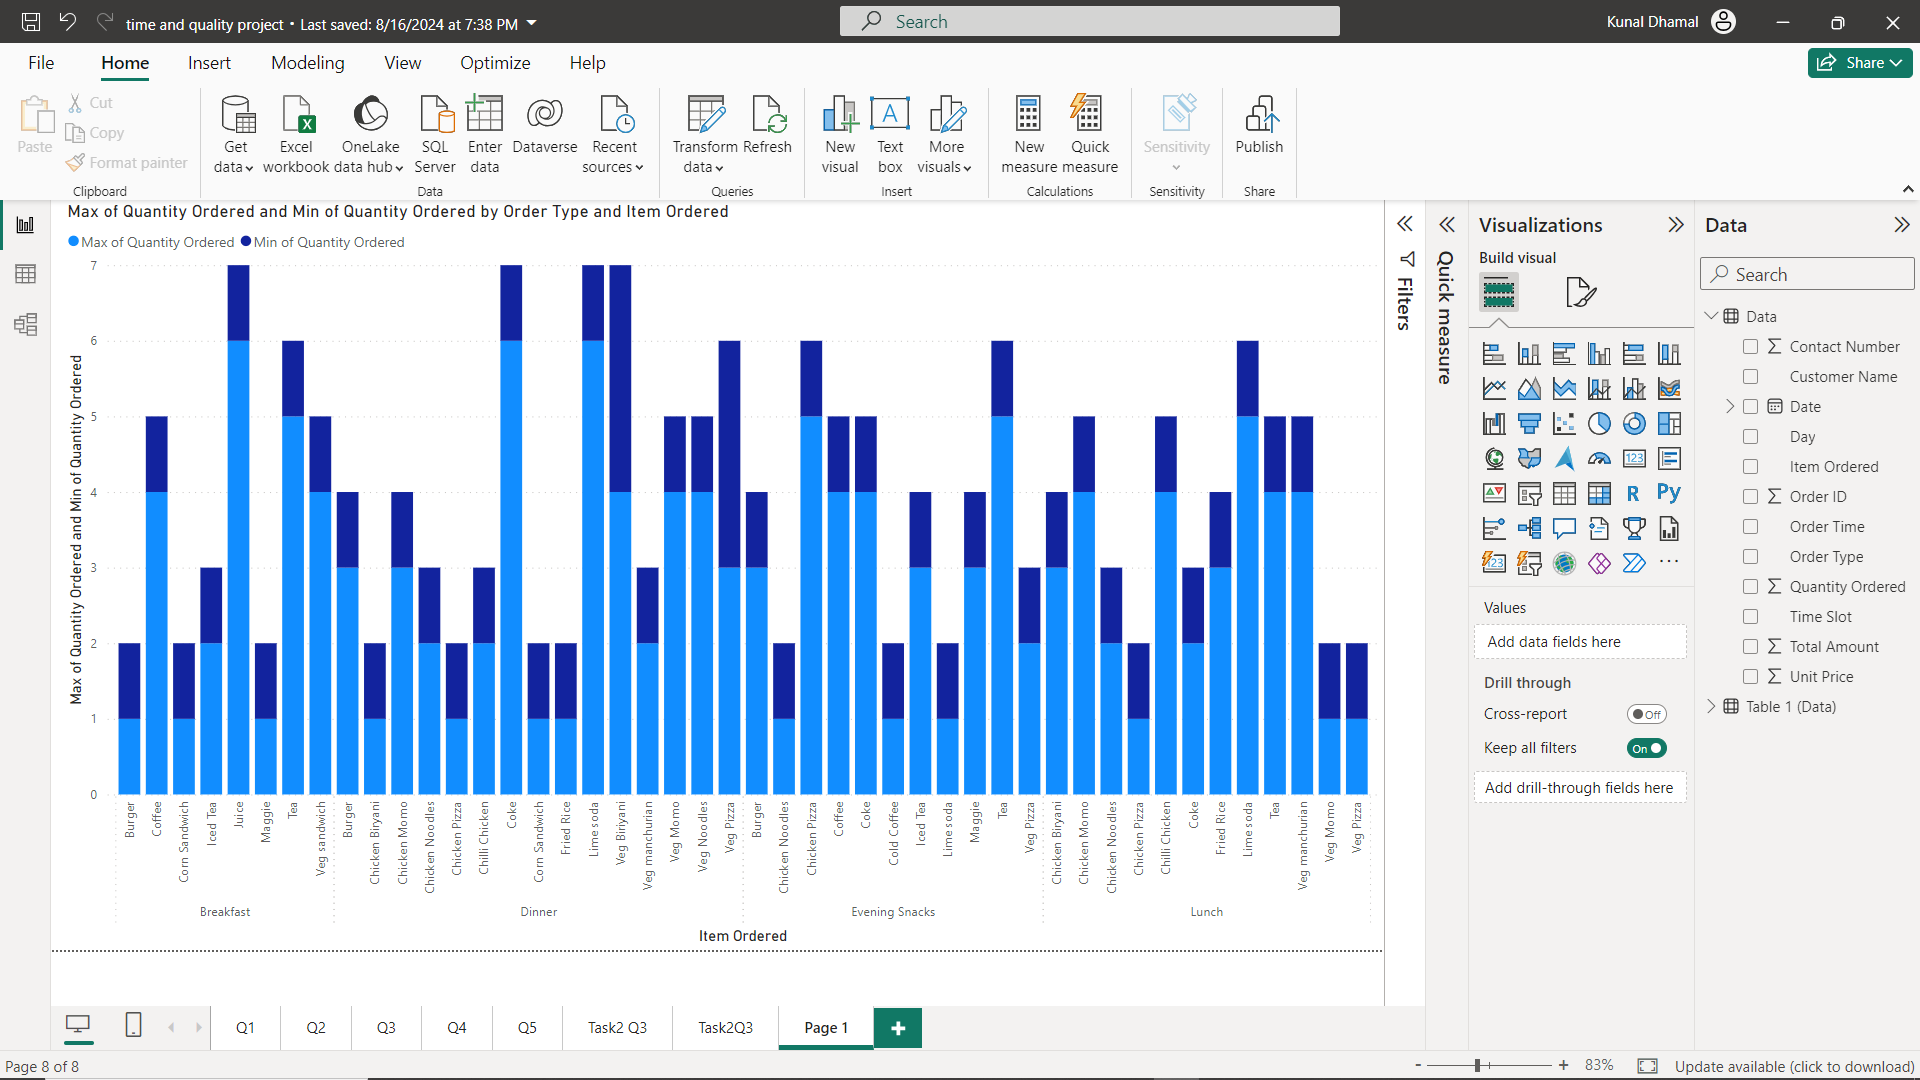 time and quality project • Last saved: 8/16/2024 at 7:38 PM
Search
Kunal Dhamal
File
Home
Insert
Modeling
View
Optimize
Help
Share
Paste
Cut
Copy
Format painter
Clipboard
Get data
Excel workbook
OneLake data hub
SQL Server
Enter data
Dataverse
Recent sources
Data
Transform data
Refresh
Queries
New visual
Text box
More visuals
Insert
New measure
Quick measure
Calculations
Sensitivity
Sensitivity
Publish
Share
Max of Quantity Ordered and Min of Quantity Ordered by Order Type and Item Ordered
Max of Quantity Ordered
Min of Quantity Ordered
Max of Quantity Ordered and Min of Quantity Ordered
7
6
5
4
3
2
1
0
Burger
Coffee
Corn Sandwich
Iced Tea
Juice
Maggie
Tea
Veg sandwich
Burger
Chicken Biryani
Chicken Momo
Chicken Noodles
Chicken Pizza
Chilli Chicken
Coke
Corn Sandwich
Fried Rice
Lime soda
Veg Biriyani
Veg manchurian
Veg Momo
Veg Noodles
Veg Pizza
Burger
Chicken Noodles
Chicken Pizza
Coffee
Coke
Cold Coffee
Iced Tea
Lime soda
Maggie
Tea
Veg Pizza
Chicken Biryani
Chicken Momo
Chicken Noodles
Chicken Pizza
Chilli Chicken
Coke
Fried Rice
Lime soda
Tea
Veg manchurian
Veg Momo
Veg Pizza
Breakfast
Dinner
Evening Snacks
Lunch
Item Ordered
Filters
Quick measure
Visualizations
Build visual
123
R
Py
123
Values
Add data fields here
Drill through
Cross-report
Off
Keep all filters
On
Add drill-through fields here
Data
Search
Data
Contact Number
Customer Name
Date
Day
Item Ordered
Order ID
Order Time
Order Type
Quantity Ordered
Time Slot
Total Amount
Unit Price
Table 1 (Data)
Q1
Q2
Q3
Q4
Q5
Task2 Q3
Task2Q3
Page 1
Page 8 of 8
83%
Update available (click to download)